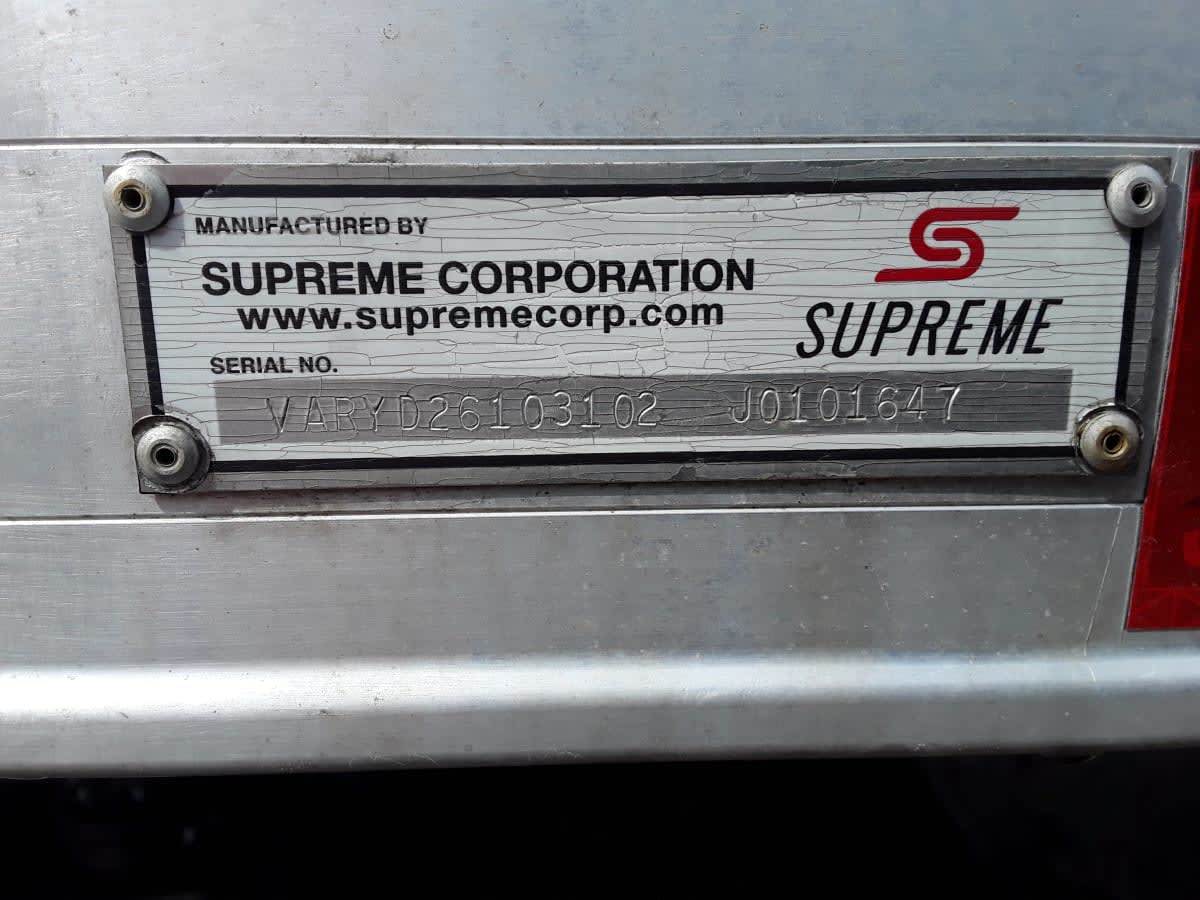 MANUFACTURED BY
SUPREME CORPORATION
www.supremecorp.com
SUPREME
SERIAL NO.
VARYD26103102 J0101647